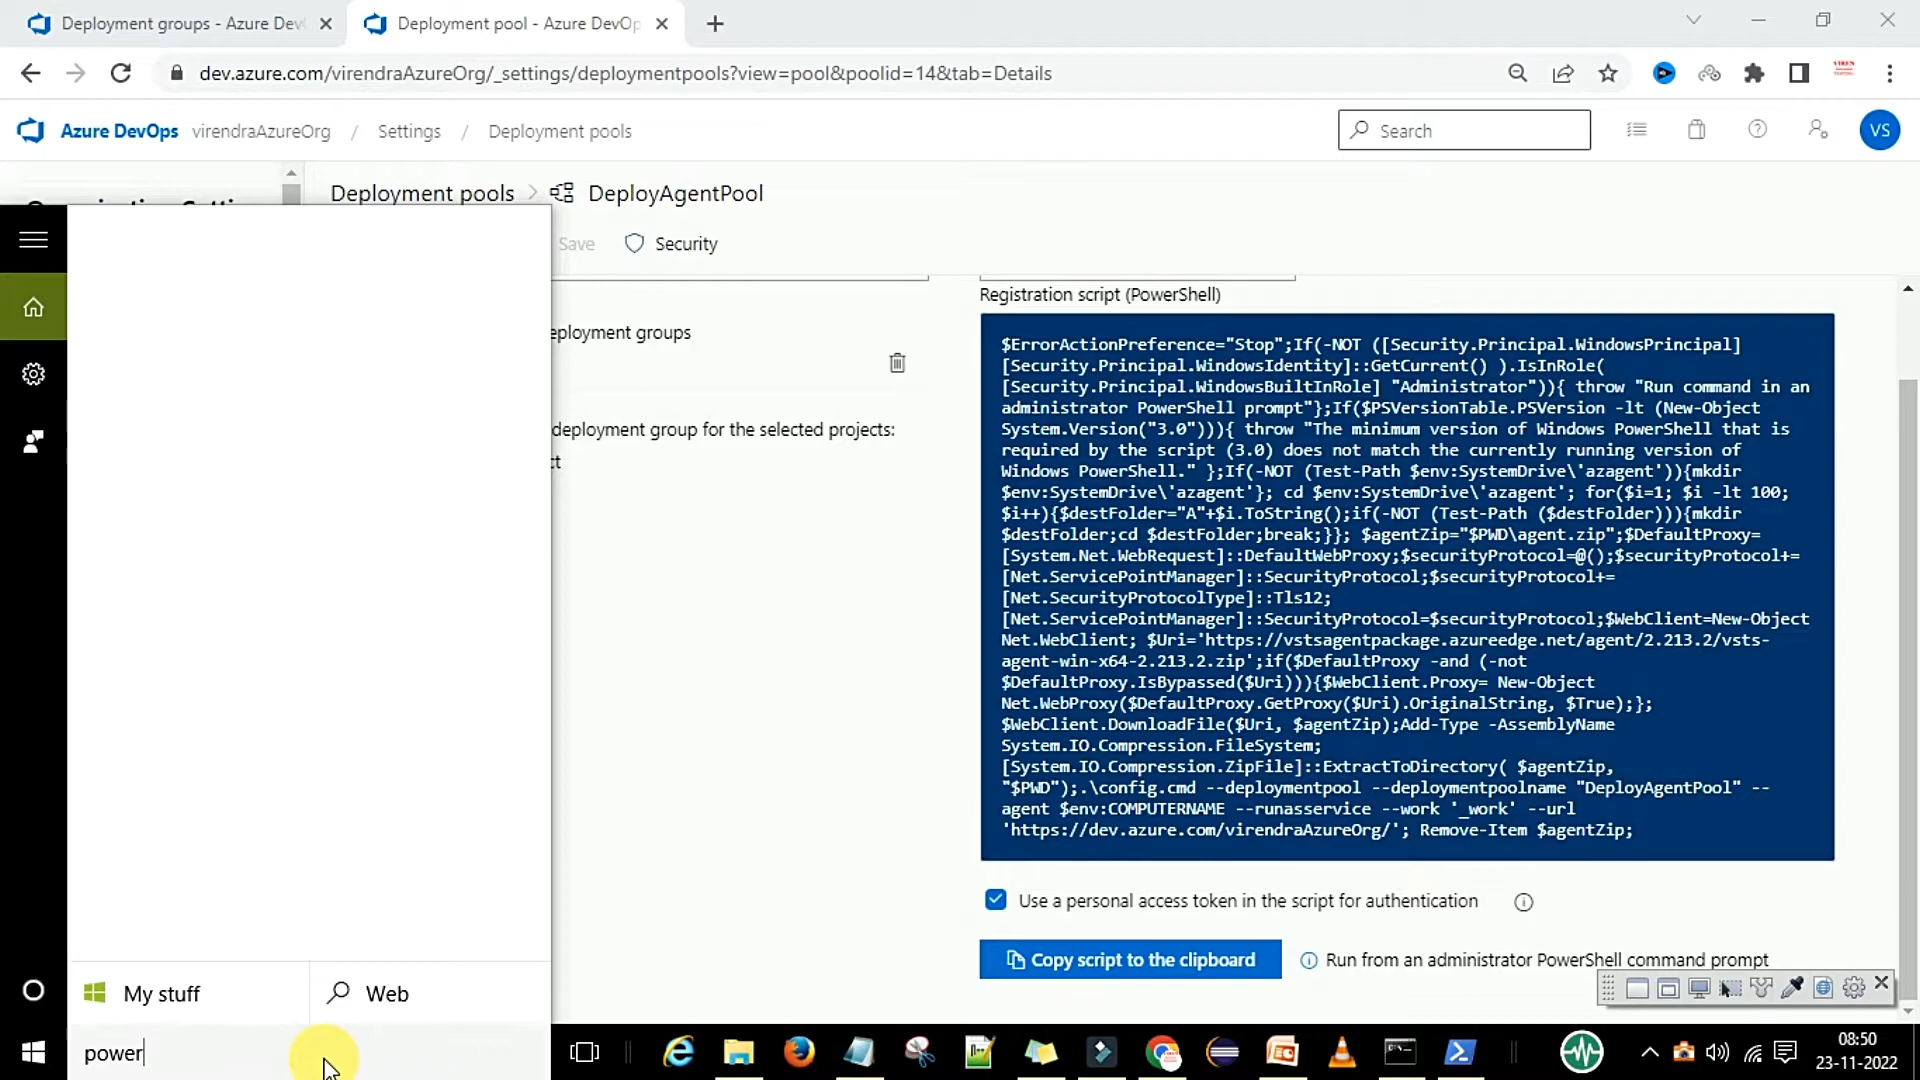 Deployment groups - Azure Dev
Deployment pool - Azure DevOp
dev.azure.com/virendraAzureOrg/_settings/deploymentpools?view=pool&poolid=14&tab=Details
Azure DevOps virendraAzureOrg / Settings / Deployment pools
Search
VS
Deployment pools > DeployAgentPool
Save Security
Registration script (PowerShell)
eployment groups
deployment group for the selected projects:
ct
$ErrorActionPreference="Stop";If(-NOT ([Security.Principal.WindowsPrincipal]
[Security.Principal.WindowsIdentity]::GetCurrent() ).IsInRole(
[Security.Principal.WindowsBuiltInRole] "Administrator")){ throw "Run command in an
administrator PowerShell prompt"};If($PSVersionTable.PSVersion -lt (New-Object
System.Version("3.0"))){ throw "The minimum version of Windows PowerShell that is
required by the script (3.0) does not match the currently running version of
Windows PowerShell." };If(-NOT (Test-Path $env:SystemDrive\'azagent')){mkdir
$env:SystemDrive\'azagent'}; cd $env:SystemDrive\'azagent'; for($i=1; $i -lt 100;
$i++){$destFolder="A"+$i.ToString();if(-NOT (Test-Path ($destFolder))){mkdir
$destFolder;cd $destFolder;break;}}; $agentZip="$PWD\agent.zip";$DefaultProxy=
[System.Net.WebRequest]::DefaultWebProxy;$securityProtocol=@();$securityProtocol+=
[Net.ServicePointManager]::SecurityProtocol;$securityProtocol+=
[Net.SecurityProtocolType]::Tls12;
[Net.ServicePointManager]::SecurityProtocol=$securityProtocol;$WebClient=New-Object
Net.WebClient; $Uri='https://vstsagentpackage.azureedge.net/agent/2.213.2/vsts-
agent-win-x64-2.213.2.zip';if($DefaultProxy -and (-not
$DefaultProxy.IsBypassed($Uri))){$WebClient.Proxy= New-Object
Net.WebProxy($DefaultProxy.GetProxy($Uri).OriginalString, $True);};
$WebClient.DownloadFile($Uri, $agentZip);Add-Type -AssemblyName
System.IO.Compression.FileSystem;
[System.IO.Compression.ZipFile]::ExtractToDirectory( $agentZip,
"$PWD");.\config.cmd --deploymentpool --deploymentpoolname "DeployAgentPool" --
agent $env:COMPUTERNAME --runasservice --work '_work' --url
'https://dev.azure.com/virendraAzureOrg/'; Remove-Item $agentZip;
Use a personal access token in the script for authentication
Copy script to the clipboard
Run from an administrator PowerShell command prompt
My stuff
Web
power
08:50
23-11-2022